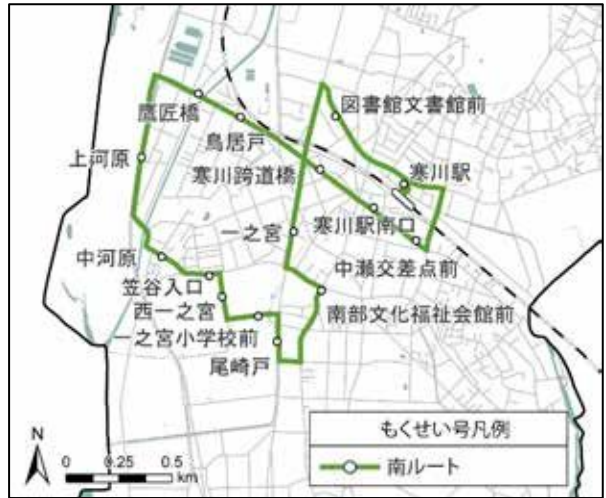 図書館文書館前
鷹匠橋
鳥居戸
上河原
寒川跨道橋
寒川駅
一之宮
寒川駅南口
中河原
中瀬交差点前
笠谷入口
西一之宮
南部文化福祉会館前
一之宮小学校前
尾崎戸
もくせい号凡例
南ルート
N
0 0.25 0.5
km